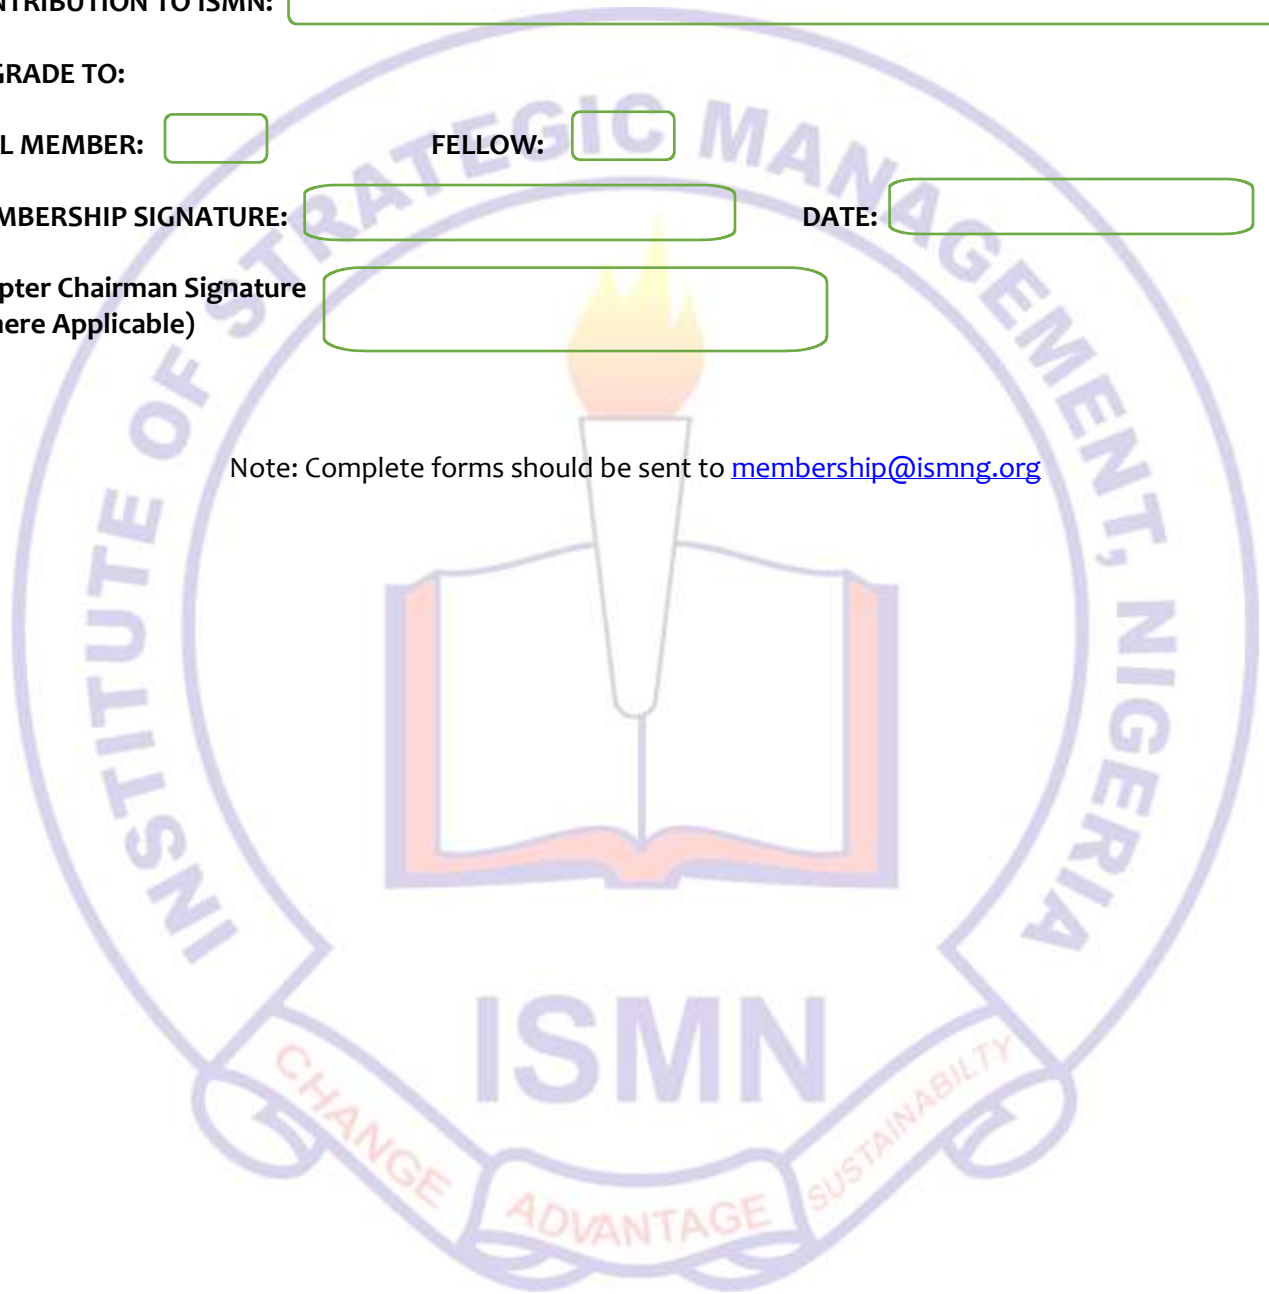 NTRIBUTION TO ISMN:
GRADE TO:
L MEMBER: FELLOW:
MBERSHIP SIGNATURE: DATE:
pter Chairman Signature
here Applicable)
Note: Complete forms should be sent to membership@ismng.org
INSTITUTE OF STRATEGIC MANAGEMENT, NIGERIA
ISMN
CHANGE ADVANTAGE SUSTAINABILTY